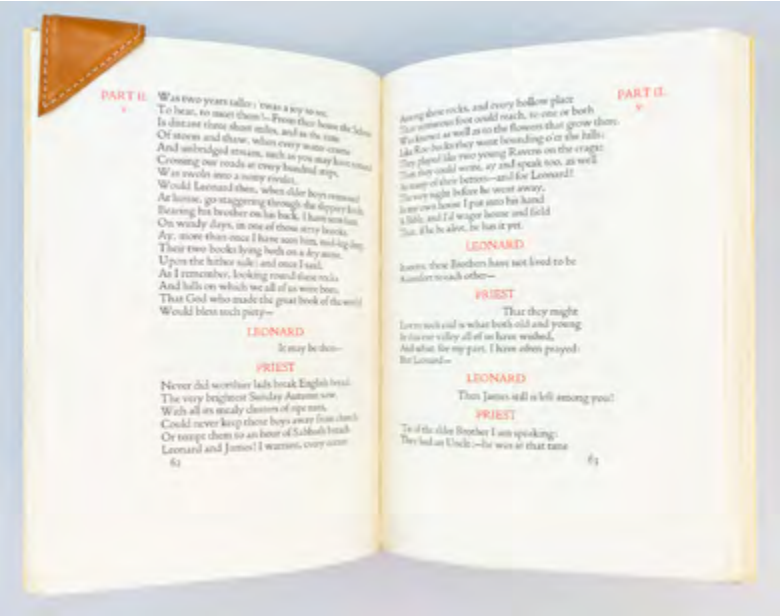 PART II.
v.
Was two years taller: 'twas a joy to see,
To hear, to meet them!—From their house the School
Is distant three short miles, and in the time
Of storm and thaw, when every water-course
And unbridged stream, such as you may have noticed
Crossing our roads at every hundred steps,
Was swoln into a noisy rivulet,
Would Leonard then, when elder boys remained
At home, go staggering through the slippery fords,
Bearing his brother on his back. I have seen him,
On windy days, in one of those stray brooks,
Ay, more than once I have seen him, mid-leg deep,
Their two books lying both on a dry stone,
Upon the hither side: and once I said,
As I remember, looking round these rocks
And hills on which we all of us were born,
That God who made the great book of the world
Would bless such piety—
LEONARD
It may be then—
PRIEST
Never did worthier lads break English bread:
The very brightest Sunday Autumn saw
With all its mealy clusters of ripe nuts,
Could never keep those boys away from church
Or tempt them to an hour of Sabbath breach.
Leonard and James! I warrant, every corner
62
PART II.
v.
Among these rocks, and every hollow place
That venturous foot could reach, to one or both
Was known as well as to the flowers that grow there.
Like Roe-bucks they went bounding o'er the hills:
They played like two young Ravens on the crags:
Then they could write, ay and speak too, as well
As many of their betters—and for Leonard!
The very night before he went away,
In my own house I put into his hand
A Bible, and I'd wager house and field
That, if he be alive, he has it yet.
LEONARD
It seems, these Brothers have not lived to be
A comfort to each other—
PRIEST
That they might
Live to such end is what both old and young
In this our valley all of us have wished,
And what, for my part, I have often prayed:
But Leonard—
LEONARD
Then James still is left among you!
PRIEST
'Tis of the elder Brother I am speaking:
They had an Uncle;—he was at that time
63